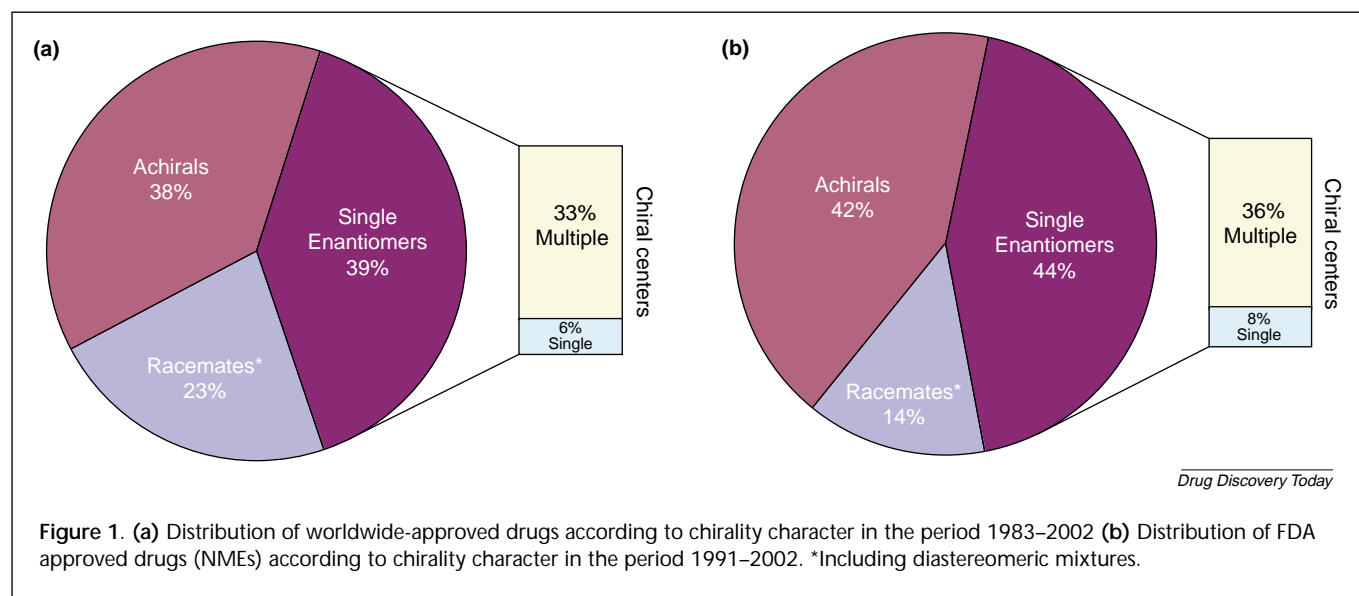 (a)
Achirals
38%
Single
Enantiomers
39%
Racemates*
23%
33%
Multiple
6%
Single
Chiral centers
(b)
Achirals
42%
Single
Enantiomers
44%
Racemates*
14%
36%
Multiple
8%
Single
Chiral centers
Drug Discovery Today
Figure 1. (a) Distribution of worldwide-approved drugs according to chirality character in the period 1983–2002 (b) Distribution of FDA
approved drugs (NMEs) according to chirality character in the period 1991–2002. *Including diastereomeric mixtures.